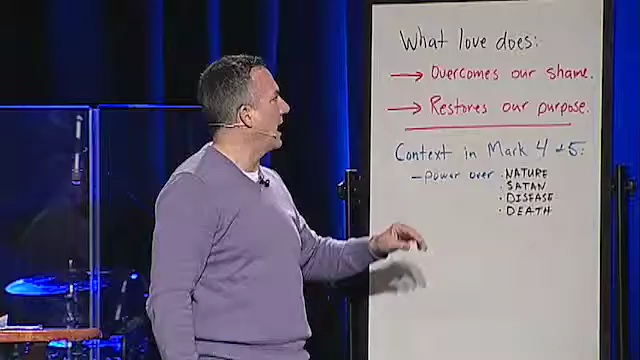 What love does:
→ Overcomes our shame.
→ Restores our purpose.
Context in Mark 4 + 5:
– power over · NATURE
· SATAN
· DISEASE
· DEATH